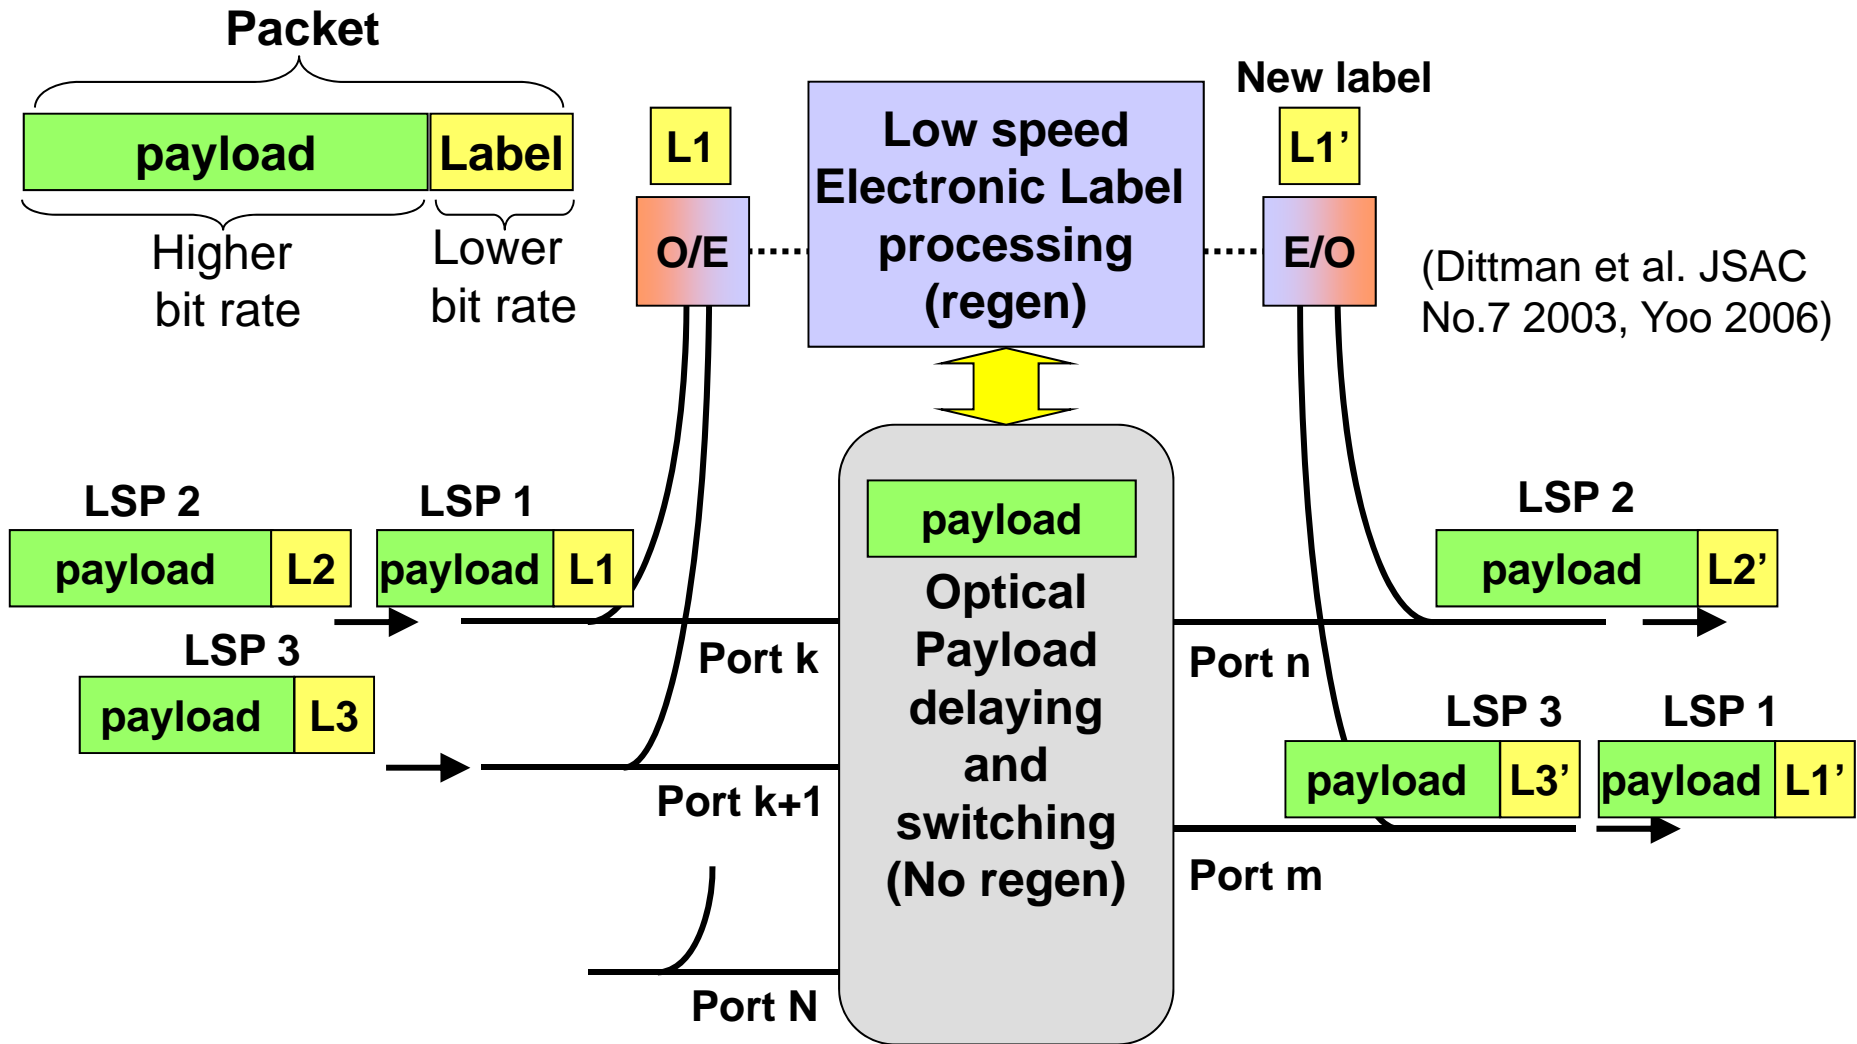 Packet
payload
Label
Higher
bit rate
Lower
bit rate
L1
O/E
Low speed
Electronic Label
processing
(regen)
New label
L1’
E/O
(Dittman et al. JSAC
No.7 2003, Yoo 2006)
LSP 2
payload
L2
LSP 1
payload
L1
LSP 3
payload
L3
Port k
Port k+1
Port N
payload
Optical
Payload
delaying
and
switching
(No regen)
LSP 2
payload
L2’
Port n
LSP 3
payload
L3’
LSP 1
payload
L1’
Port m